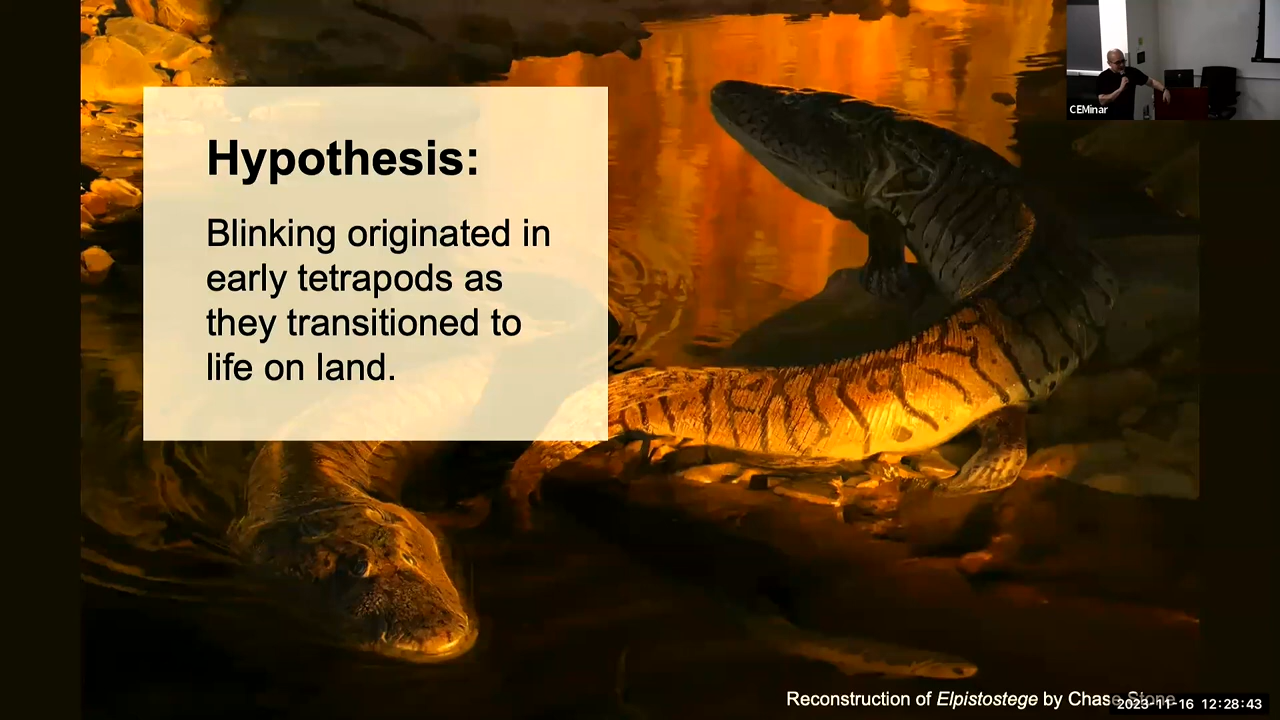 CEMinar
Hypothesis:
Blinking originated in
early tetrapods as
they transitioned to
life on land.
Reconstruction of Elpistostege by Chase Stone
2023-11-16 12:28:43